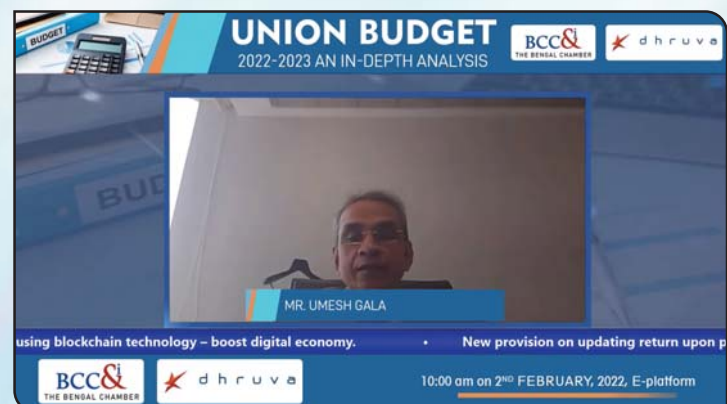 BUDGET
UNION BUDGET
2022-2023 AN IN-DEPTH ANALYSIS
BCC&i
THE BENGAL CHAMBER
dhruva
BUD
MR. UMESH GALA
using blockchain technology – boost digital economy. • New provision on updating return upon p
BCC&i
THE BENGAL CHAMBER
dhruva
10:00 am on 2ND FEBRUARY, 2022, E-platform